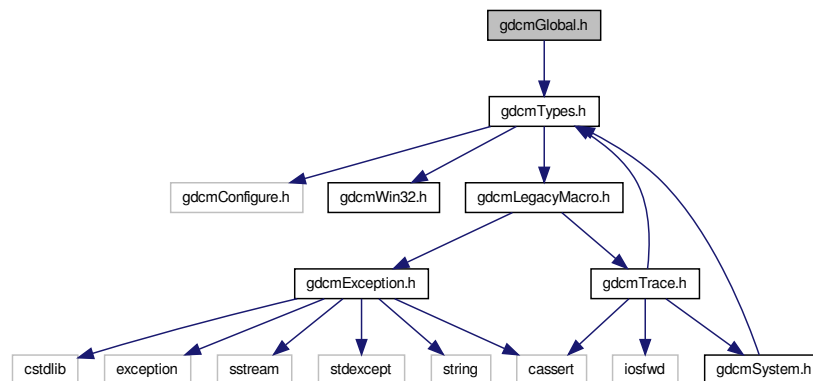 gdcmGlobal.h
gdcmTypes.h
gdcmConfigure.h
gdcmWin32.h
gdcmLegacyMacro.h
gdcmException.h
gdcmTrace.h
cstdlib
exception
sstream
stdexcept
string
cassert
iosfwd
gdcmSystem.h